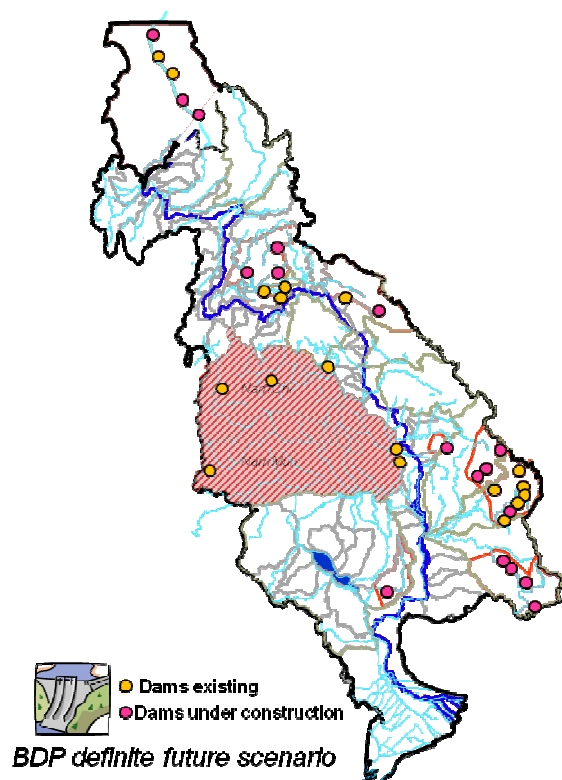 Dams existing
Dams under construction
BDP definite future scenario